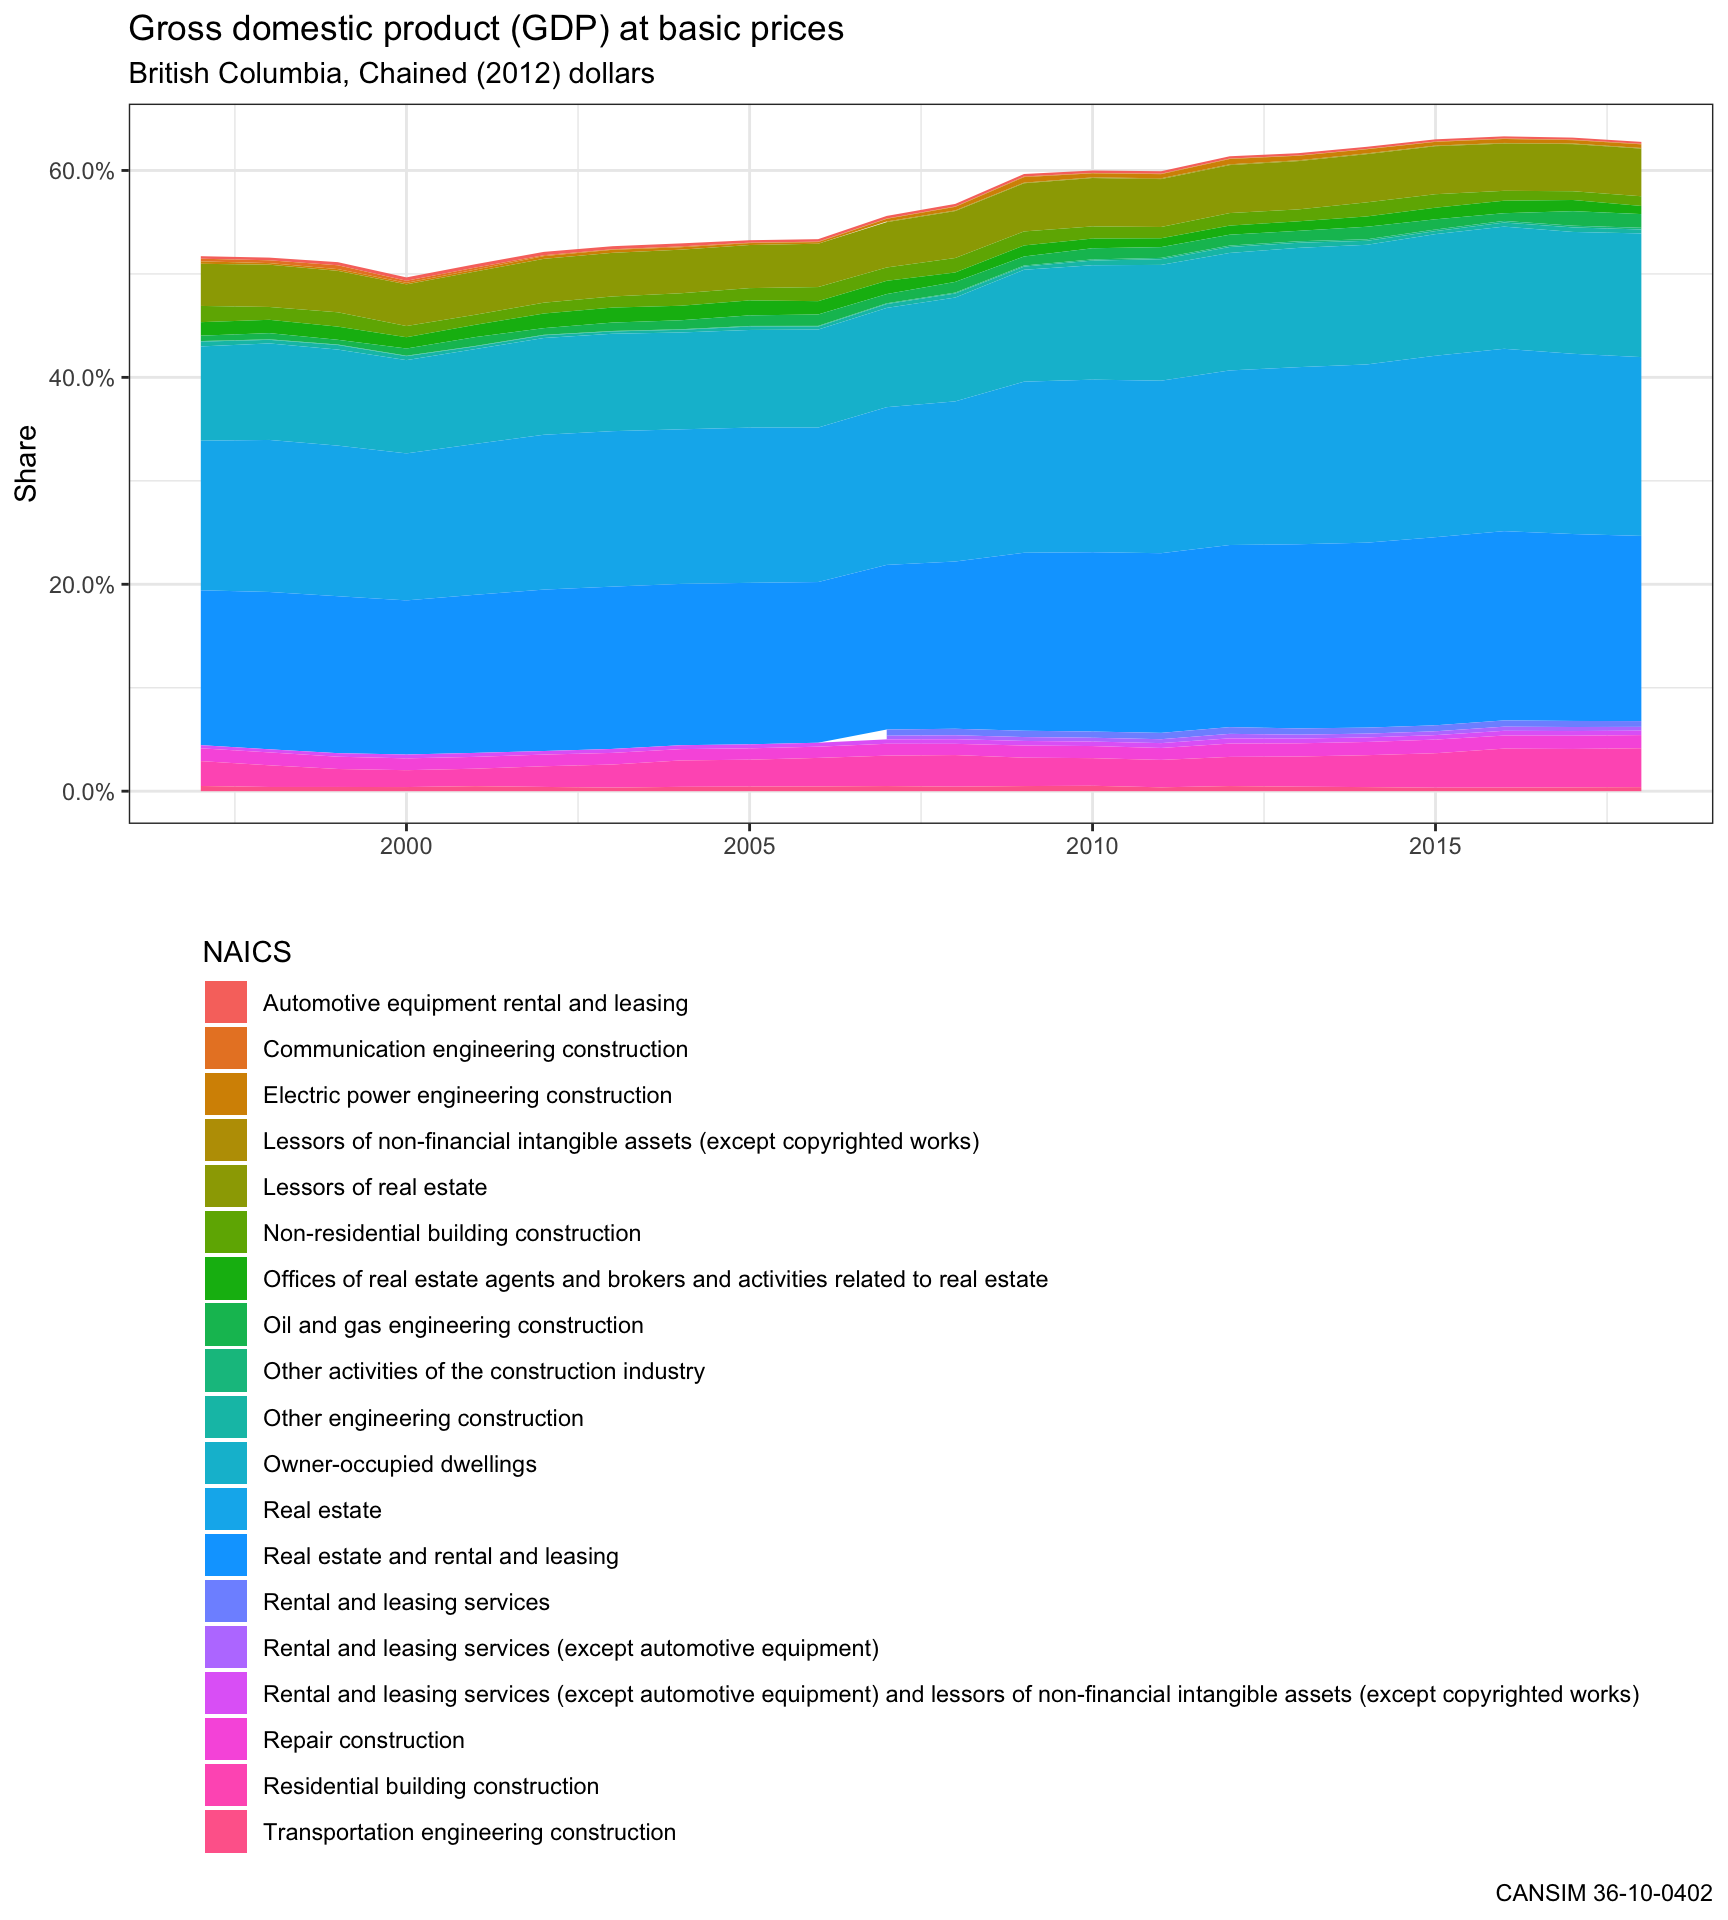 Gross domestic product (GDP) at basic prices
British Columbia, Chained (2012) dollars
60.0%
40.0%
20.0%
0.0%
Share
2000
2005
2010
2015
NAICS
Automotive equipment rental and leasing
Communication engineering construction
Electric power engineering construction
Lessors of non-financial intangible assets (except copyrighted works)
Lessors of real estate
Non-residential building construction
Offices of real estate agents and brokers and activities related to real estate
Oil and gas engineering construction
Other activities of the construction industry
Other engineering construction
Owner-occupied dwellings
Real estate
Real estate and rental and leasing
Rental and leasing services
Rental and leasing services (except automotive equipment)
Rental and leasing services (except automotive equipment) and lessors of non-financial intangible assets (except copyrighted works)
Repair construction
Residential building construction
Transportation engineering construction
CANSIM 36-10-0402